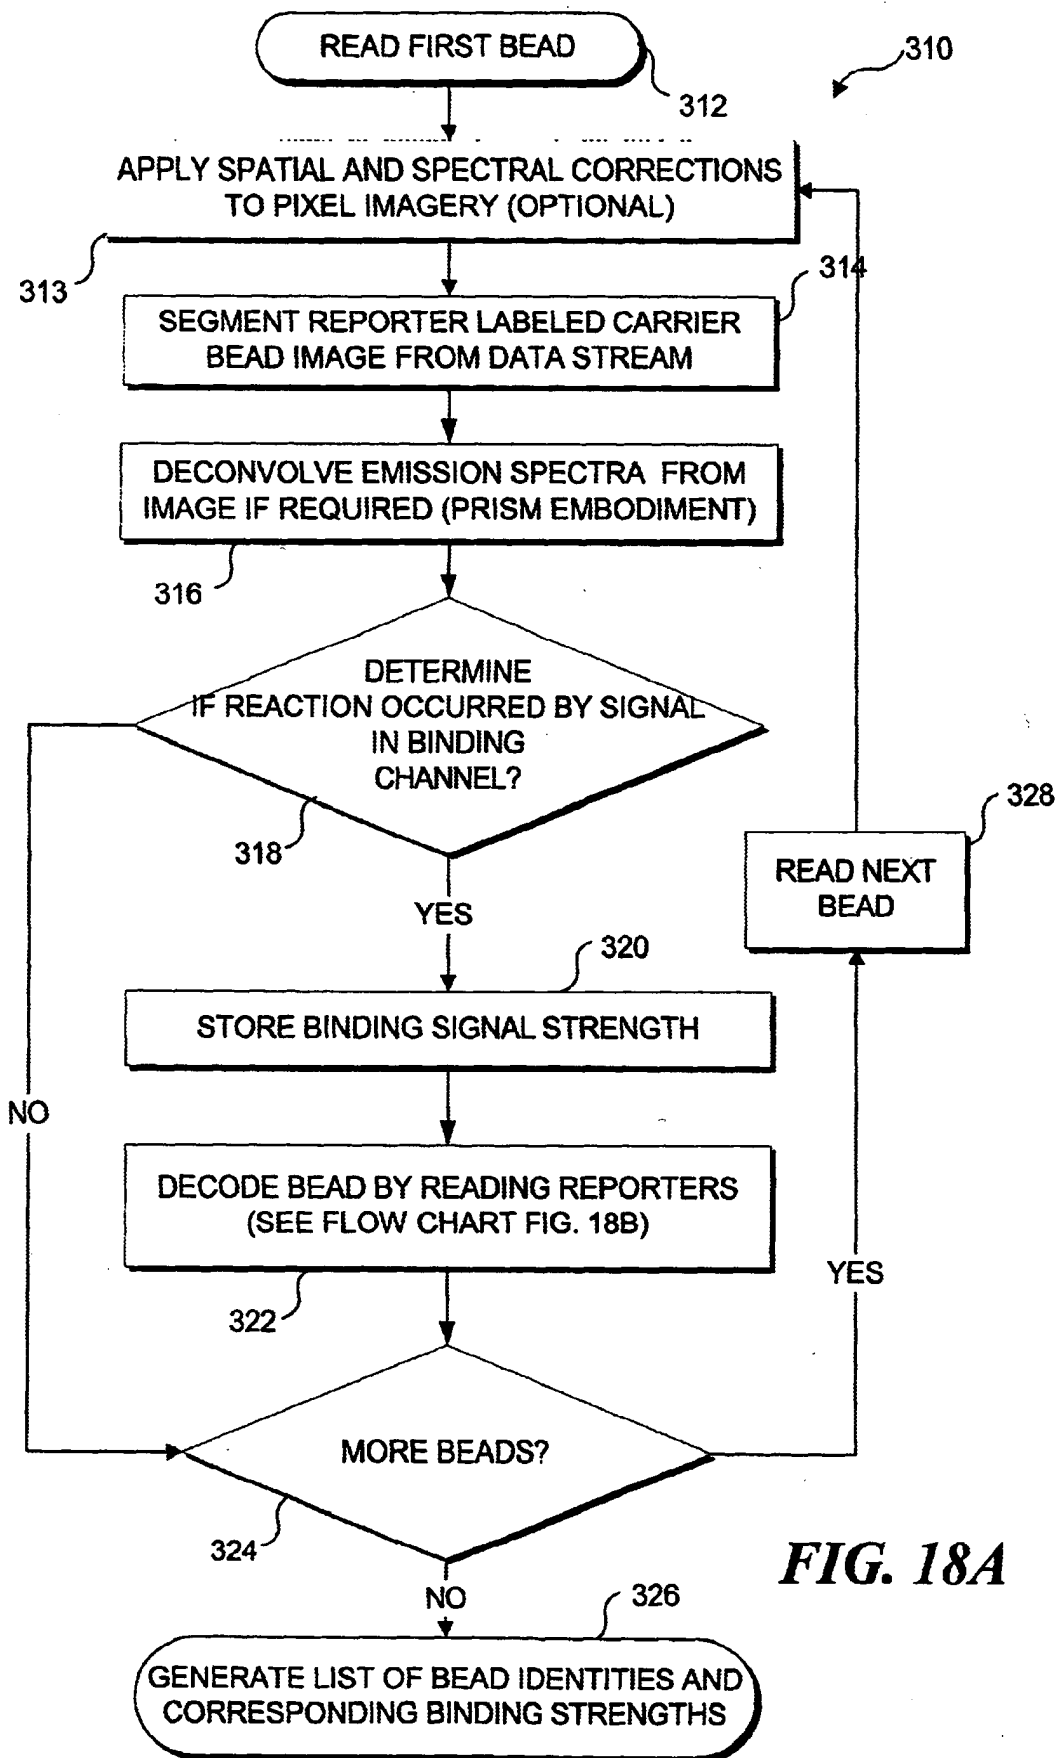 READ FIRST BEAD
310
312
APPLY SPATIAL AND SPECTRAL CORRECTIONS
TO PIXEL IMAGERY (OPTIONAL)
313
314
SEGMENT REPORTER LABELED CARRIER
BEAD IMAGE FROM DATA STREAM
DECONVOLVE EMISSION SPECTRA FROM
IMAGE IF REQUIRED (PRISM EMBODIMENT)
316
DETERMINE
IF REACTION OCCURRED BY SIGNAL
IN BINDING
CHANNEL?
318
328
READ NEXT
BEAD
YES
320
STORE BINDING SIGNAL STRENGTH
NO
DECODE BEAD BY READING REPORTERS
(SEE FLOW CHART FIG. 18B)
YES
322
MORE BEADS?
324
FIG. 18A
NO
326
GENERATE LIST OF BEAD IDENTITIES AND
CORRESPONDING BINDING STRENGTHS